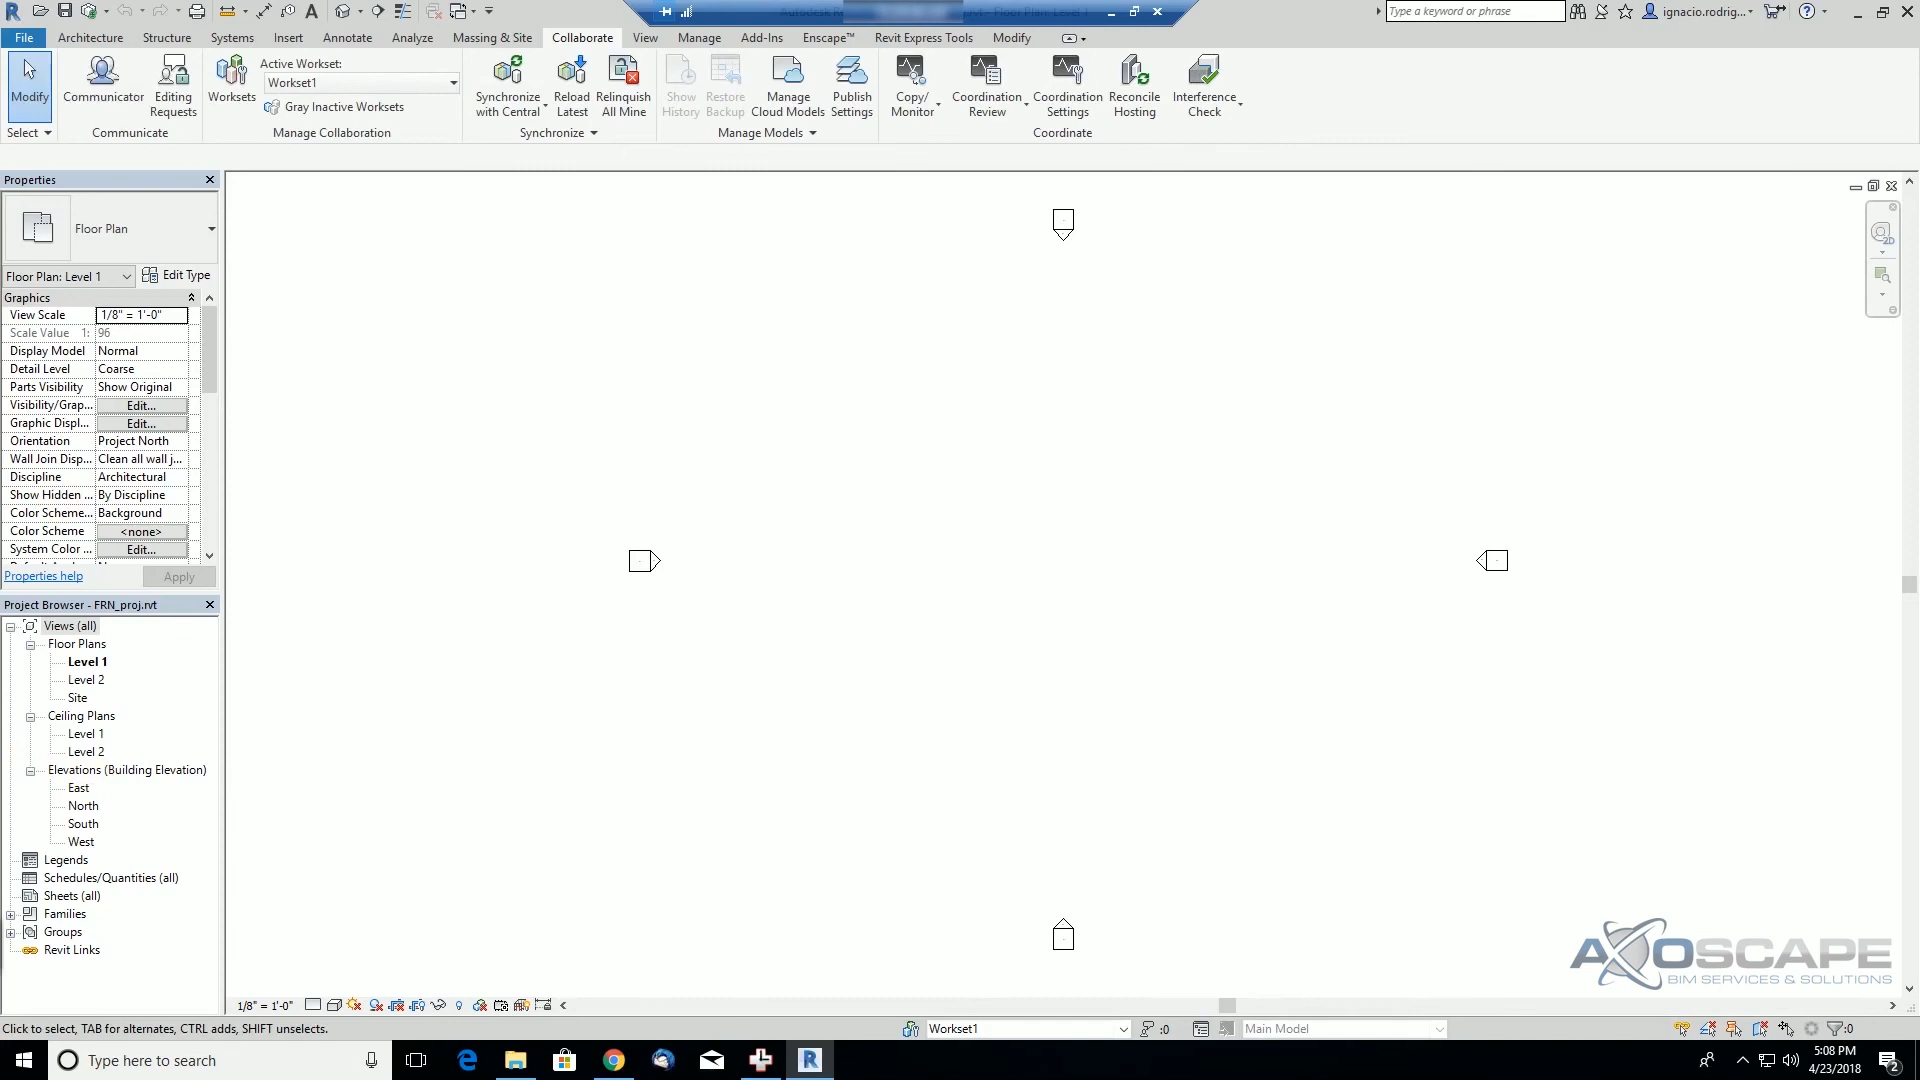 - Floor Plan: Level 1
Type a keyword or phrase
ignacio.rodrig...
File Architecture Structure Systems Insert Annotate Analyze Massing & Site Collaborate View Manage Add-Ins Enscape™ Revit Express Tools Modify
Modify
Select
Communicator
Editing Requests
Communicate
Worksets
Active Workset:
Workset1
Gray Inactive Worksets
Manage Collaboration
Synchronize with Central
Reload Latest
Relinquish All Mine
Synchronize
Show History
Restore Backup
Manage Cloud Models
Publish Settings
Manage Models
Copy/ Monitor
Coordination Review
Coordination Settings
Reconcile Hosting
Interference Check
Coordinate
Properties
Floor Plan
Floor Plan: Level 1
Edit Type
Graphics
View Scale 1/8" = 1'-0"
Scale Value 1: 96
Display Model Normal
Detail Level Coarse
Parts Visibility Show Original
Visibility/Grap... Edit...
Graphic Displ... Edit...
Orientation Project North
Wall Join Disp... Clean all wall j...
Discipline Architectural
Show Hidden ... By Discipline
Color Scheme... Background
Color Scheme <none>
System Color ... Edit...
Properties help
Apply
Project Browser - FRN_proj.rvt
Views (all)
Floor Plans
Level 1
Level 2
Site
Ceiling Plans
Level 1
Level 2
Elevations (Building Elevation)
East
North
South
West
Legends
Schedules/Quantities (all)
Sheets (all)
Families
Groups
Revit Links
2D
AXOSCAPE
BIM SERVICES & SOLUTIONS
1/8" = 1'-0"
Click to select, TAB for alternates, CTRL adds, SHIFT unselects.
Workset1
:0
Main Model
:0
Type here to search
5:08 PM
4/23/2018
2